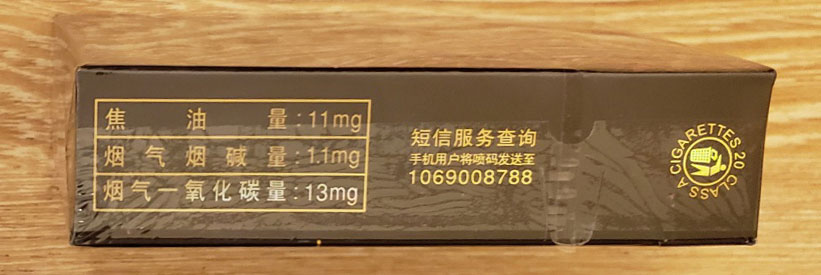 焦油量:11mg
烟气烟碱量:1.1mg
烟气一氧化碳量:13mg
短信服务查询
手机用户将喷码发送至
1069008788
20 CLASS A CIGARETTES